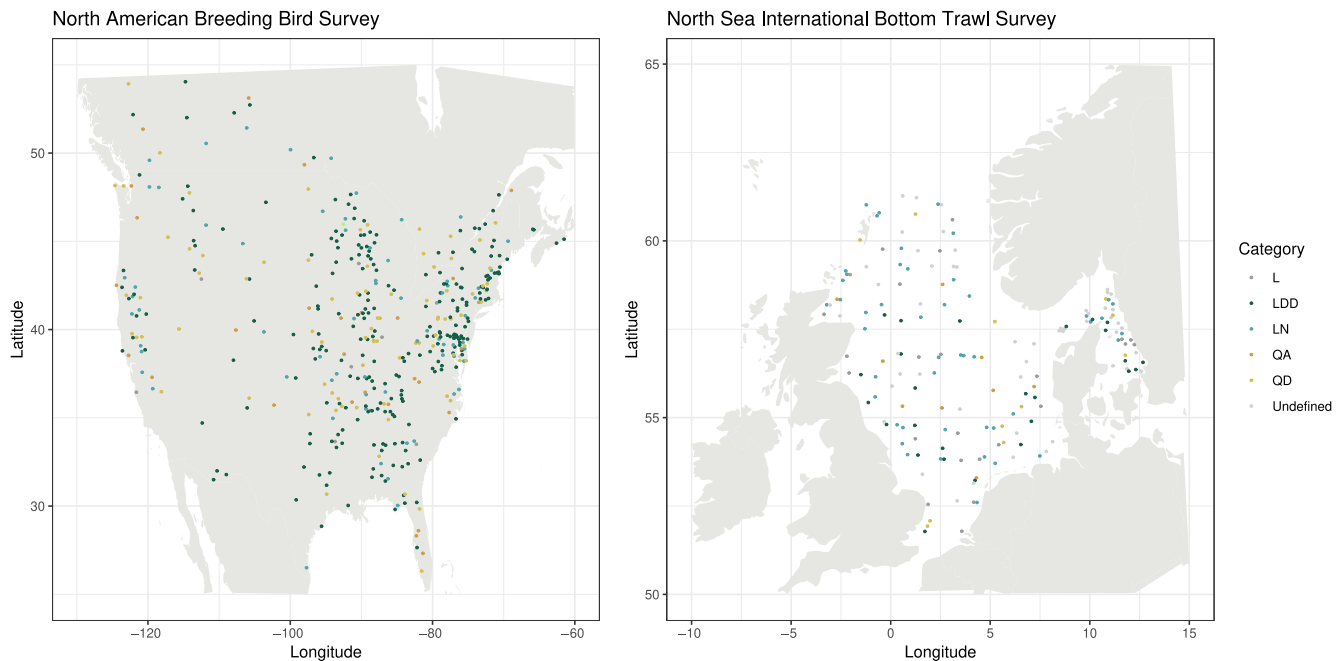 North American Breeding Bird Survey
50
40
30
Latitude
−120
−100
−80
−60
Longitude
North Sea International Bottom Trawl Survey
65
60
55
50
Latitude
−10
−5
0
5
10
15
Longitude
Category
L
LDD
LN
QA
QD
Undefined